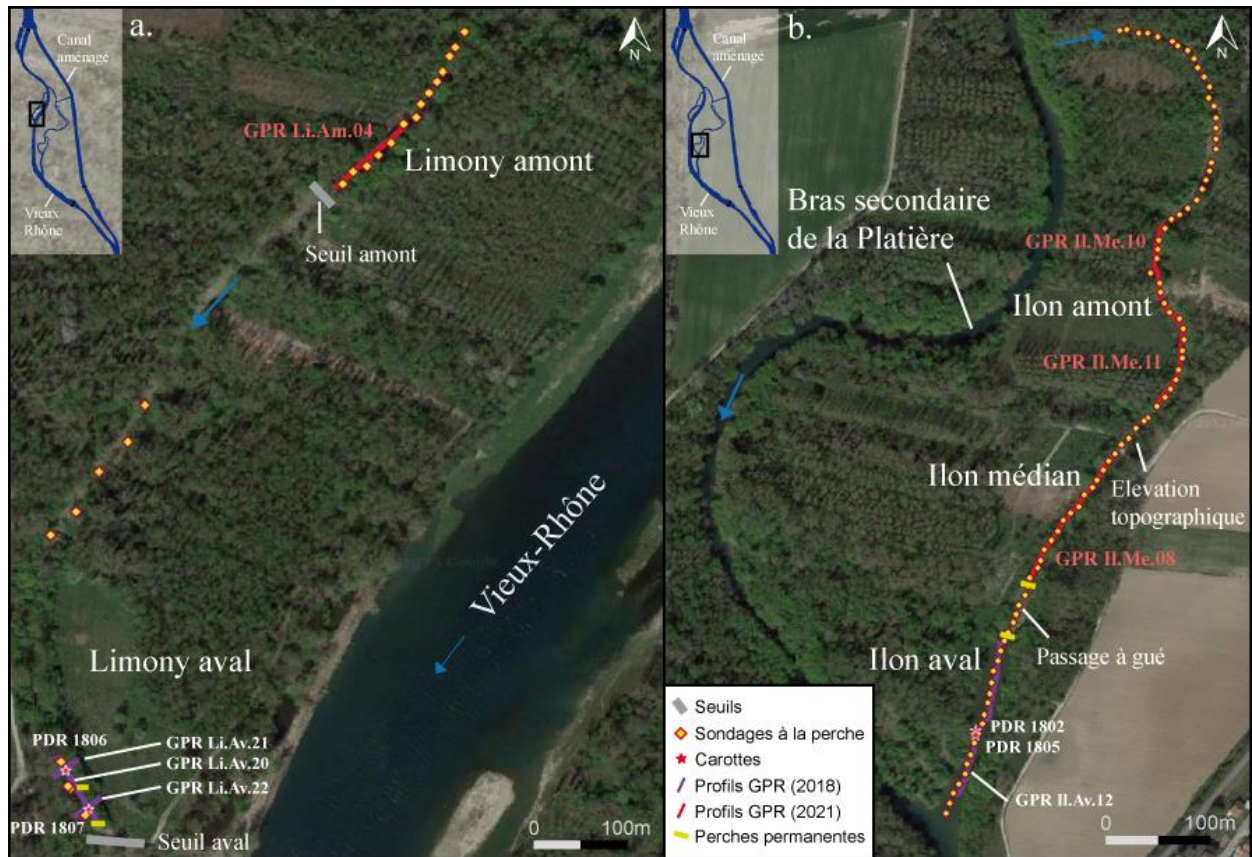 a.
Canal
aménagé
Vieux
Rhône
N
GPR Li.Am.04
Limony amont
Seuil amont
Vieux-Rhône
Limony aval
PDR 1806
GPR Li.Av.21
GPR Li.Av.20
GPR Li.Av.22
PDR 1807
Seuil aval
0 100m
b.
Canal
aménagé
Vieux
Rhône
N
Bras secondaire
de la Platière
GPR Il.Me.10
Ilon amont
GPR Il.Me.11
Ilon médian
Elevation
topographique
GPR Il.Me.08
Ilon aval
Passage à gué
PDR 1802
PDR 1805
GPR Il.Av.12
Seuils
Sondages à la perche
Carottes
Profils GPR (2018)
Profils GPR (2021)
Perches permanentes
0 100m